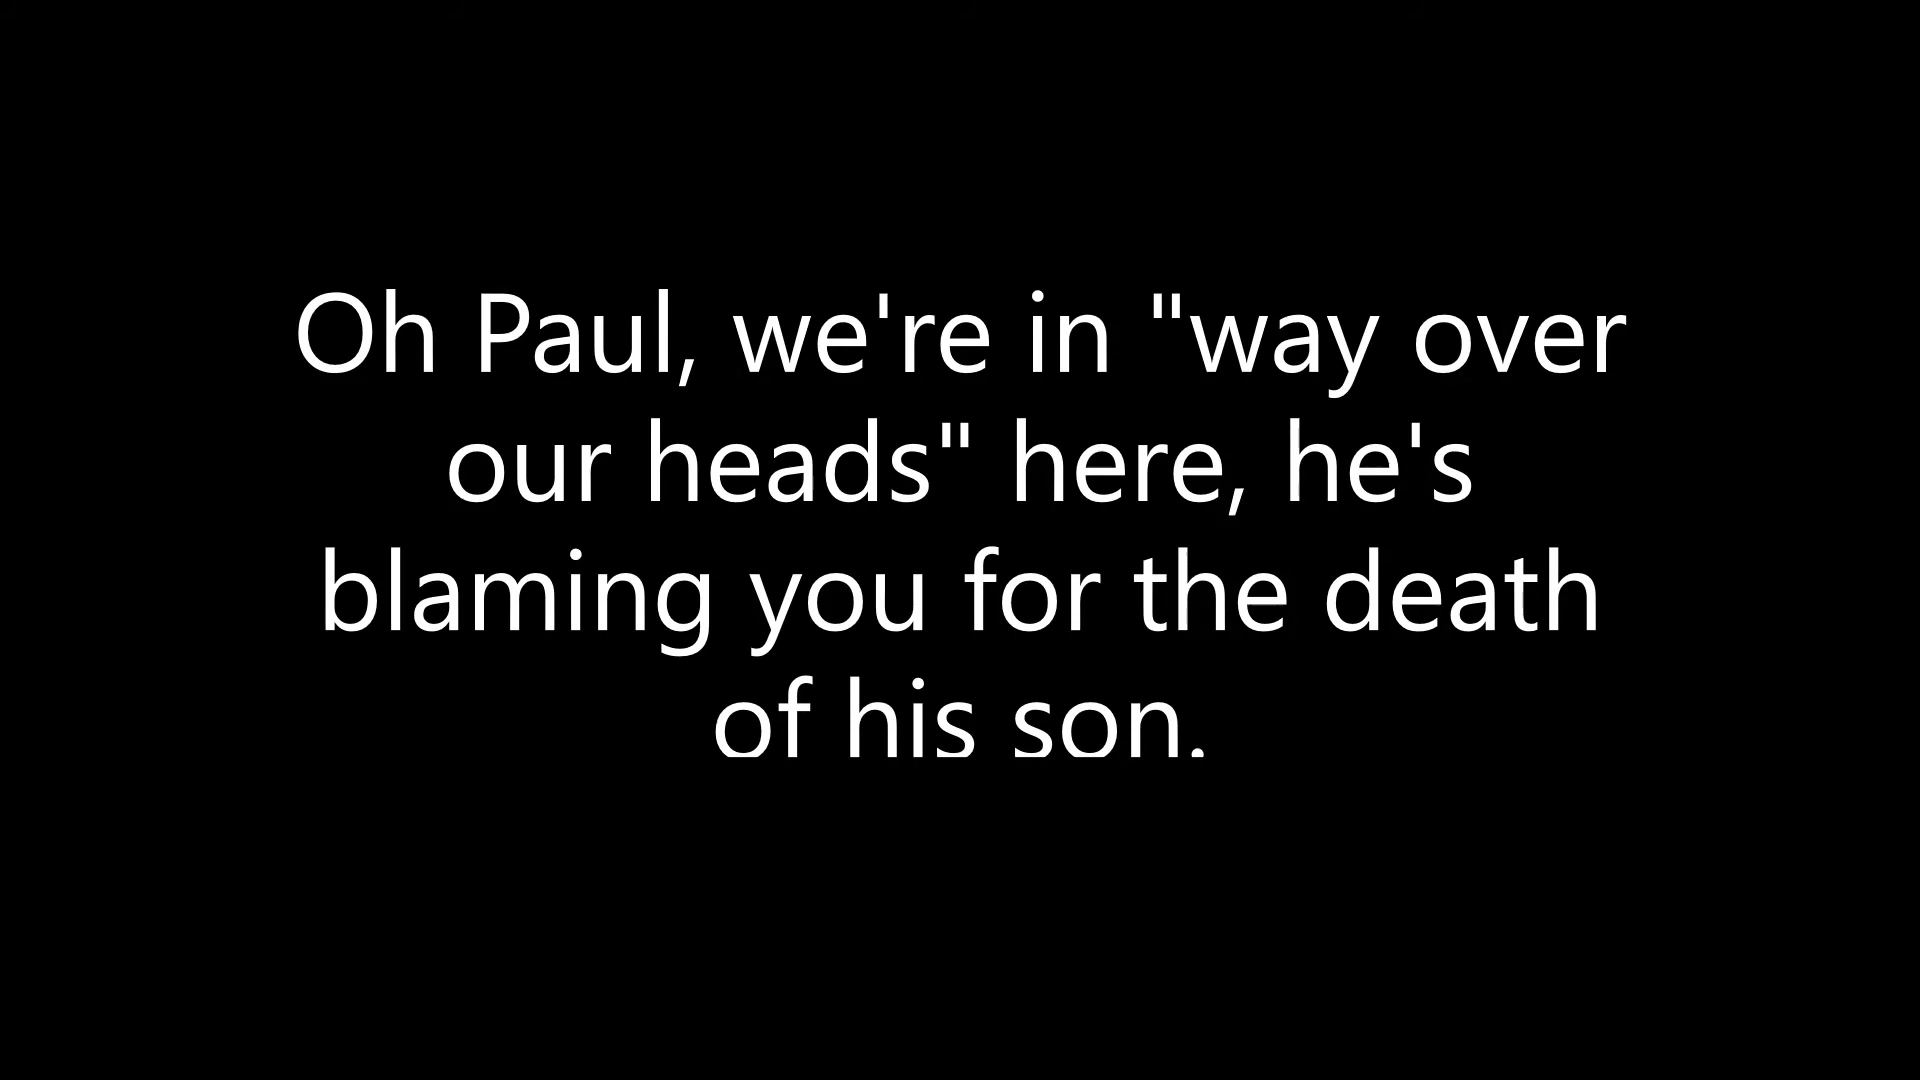 Oh Paul, we're in "way over
our heads" here, he's
blaming you for the death
of his son.